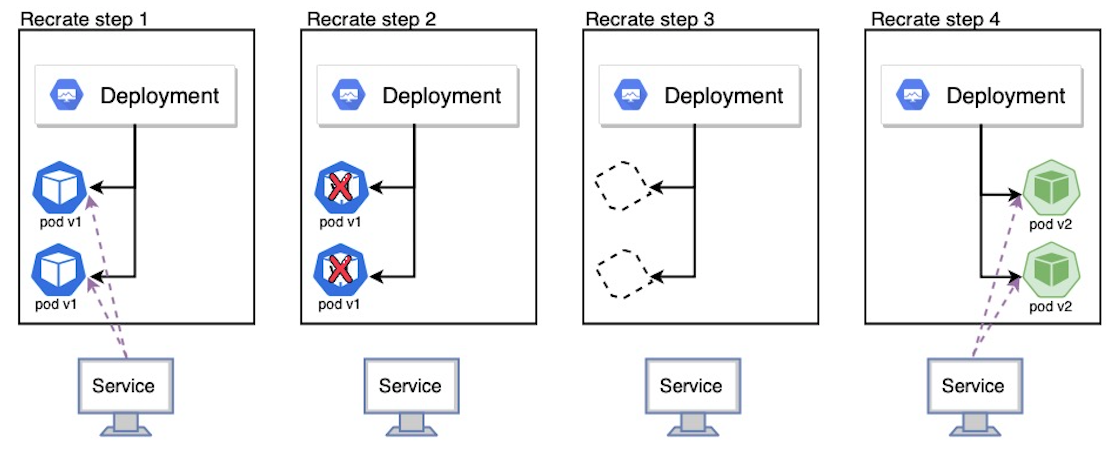 Recrate step 1
Deployment
pod v1
pod v1
Service
Recrate step 2
Deployment
pod v1
pod v1
Service
Recrate step 3
Deployment
Service
Recrate step 4
Deployment
pod v2
pod v2
Service